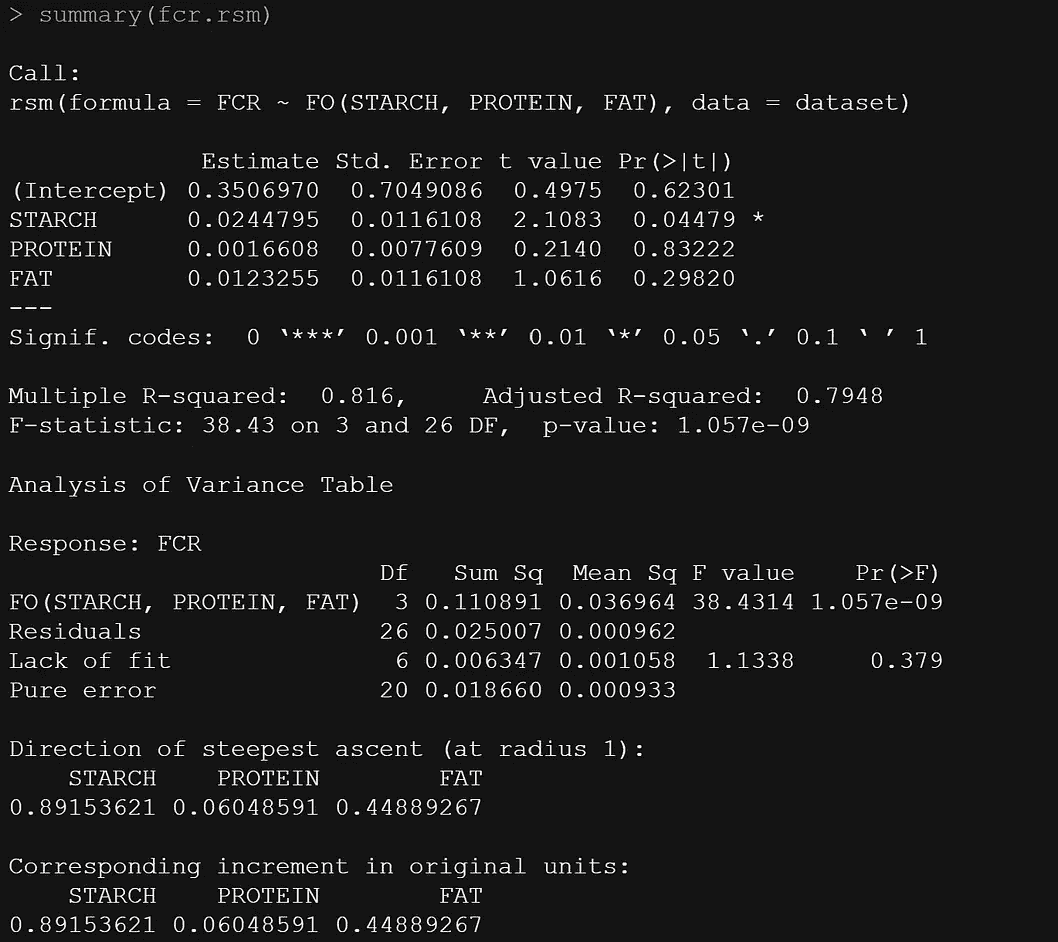 > summary(fcr.rsm)
Call:
rsm(formula = FCR ~ FO(STARCH, PROTEIN, FAT), data = dataset)
Estimate Std. Error t value Pr(>|t|)
(Intercept) 0.3506970 0.7049086 0.4975 0.62301
STARCH 0.0244795 0.0116108 2.1083 0.04479 *
PROTEIN 0.0016608 0.0077609 0.2140 0.83222
FAT 0.0123255 0.0116108 1.0616 0.29820
---
Signif. codes: 0 ‘***’ 0.001 ‘**’ 0.01 ‘*’ 0.05 ‘.’ 0.1 ‘ ’ 1
Multiple R-squared: 0.816, Adjusted R-squared: 0.7948
F-statistic: 38.43 on 3 and 26 DF, p-value: 1.057e-09
Analysis of Variance Table
Response: FCR
Df Sum Sq Mean Sq F value Pr(>F)
FO(STARCH, PROTEIN, FAT) 3 0.110891 0.036964 38.4314 1.057e-09
Residuals 26 0.025007 0.000962
Lack of fit 6 0.006347 0.001058 1.1338 0.379
Pure error 20 0.018660 0.000933
Direction of steepest ascent (at radius 1):
STARCH PROTEIN FAT
0.89153621 0.06048591 0.44889267
Corresponding increment in original units:
STARCH PROTEIN FAT
0.89153621 0.06048591 0.44889267